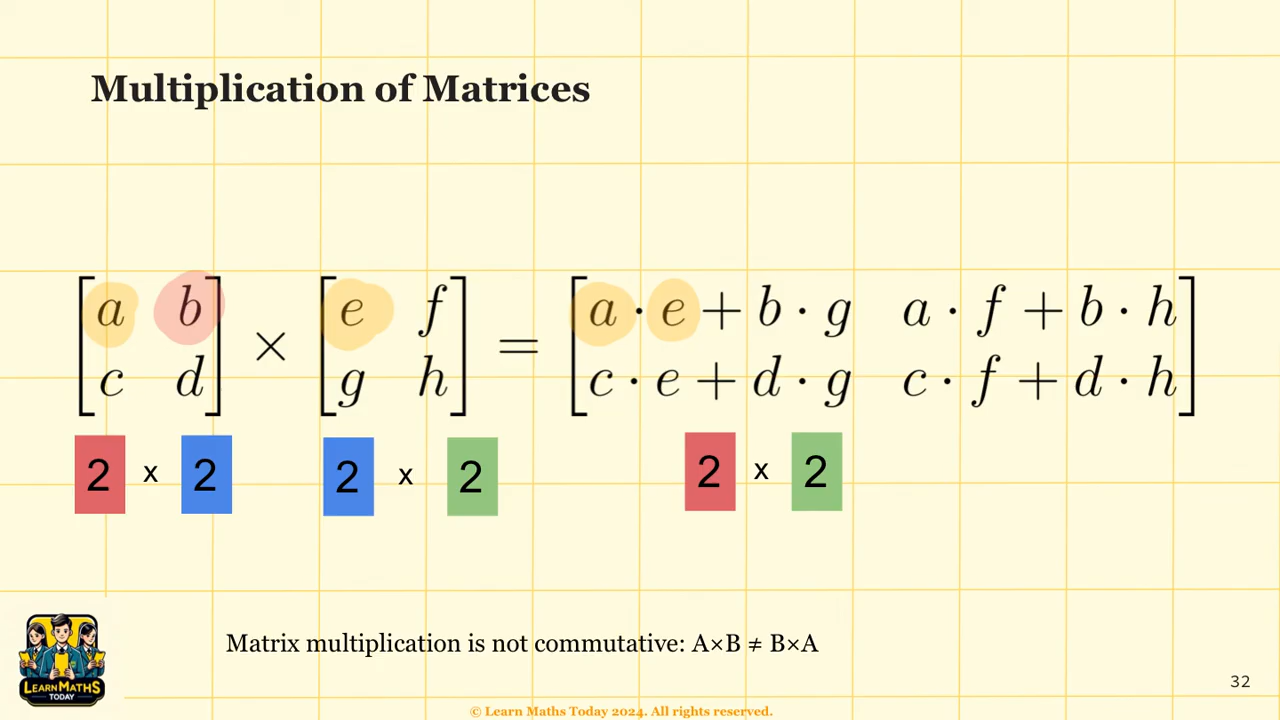 Multiplication of Matrices
[a b] × [e f] = [a · e + b · g a · f + b · h]
[c d] [g h] [c · e + d · g c · f + d · h]
2 x 2 2 x 2 2 x 2
Matrix multiplication is not commutative: A×B ≠ B×A
LEARN MATHS
TODAY
32
© Learn Maths Today 2024. All rights reserved.